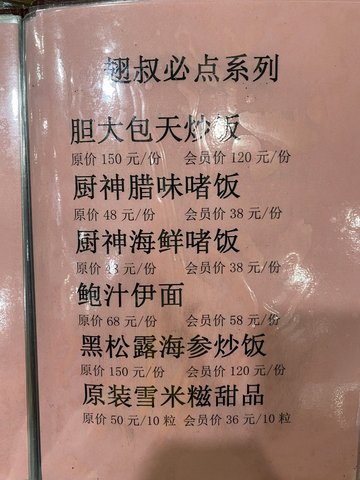 翅叔必点系列
胆大包天炒饭
原价 150 元/份 会员价 120 元/份
厨神腊味啫饭
原价 48 元/份 会员价 38 元/份
厨神海鲜啫饭
原价 48 元/份 会员价 38 元/份
鲍汁伊面
原价 68 元/份 会员价 58 元/份
黑松露海参炒饭
原价 150 元/份 会员价 120 元/份
原装雪米糍甜品
原价 50 元/10 粒 会员价 36 元/10 粒